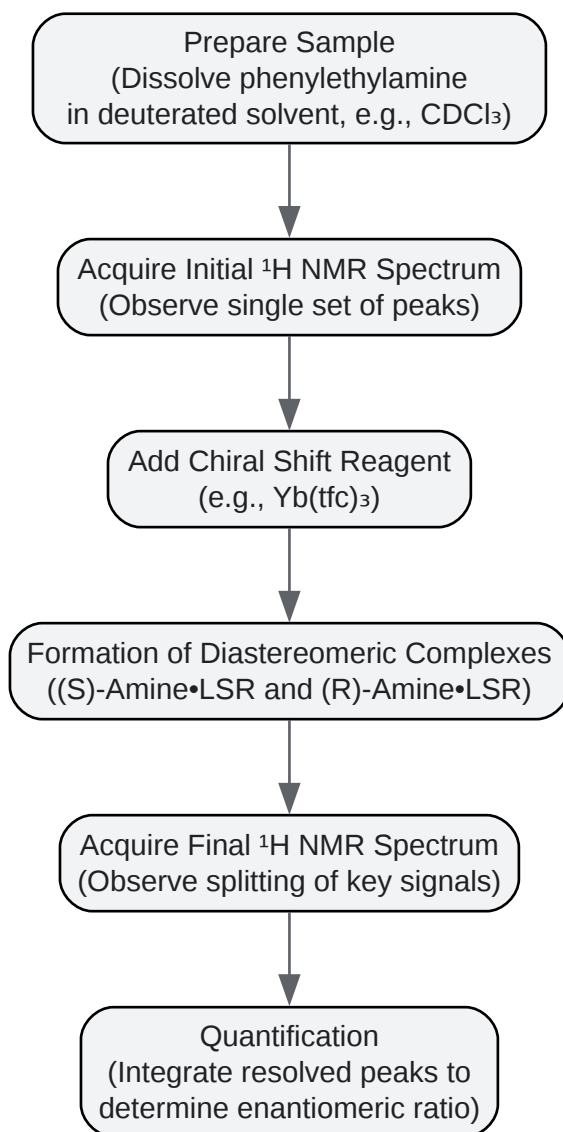 Prepare Sample
(Dissolve phenylethylamine
in deuterated solvent, e.g., CDCl₃)
Acquire Initial ¹H NMR Spectrum
(Observe single set of peaks)
Add Chiral Shift Reagent
(e.g., Yb(tfc)₃)
Formation of Diastereomeric Complexes
((S)-Amine•LSR and (R)-Amine•LSR)
Acquire Final ¹H NMR Spectrum
(Observe splitting of key signals)
Quantification
(Integrate resolved peaks to
determine enantiomeric ratio)